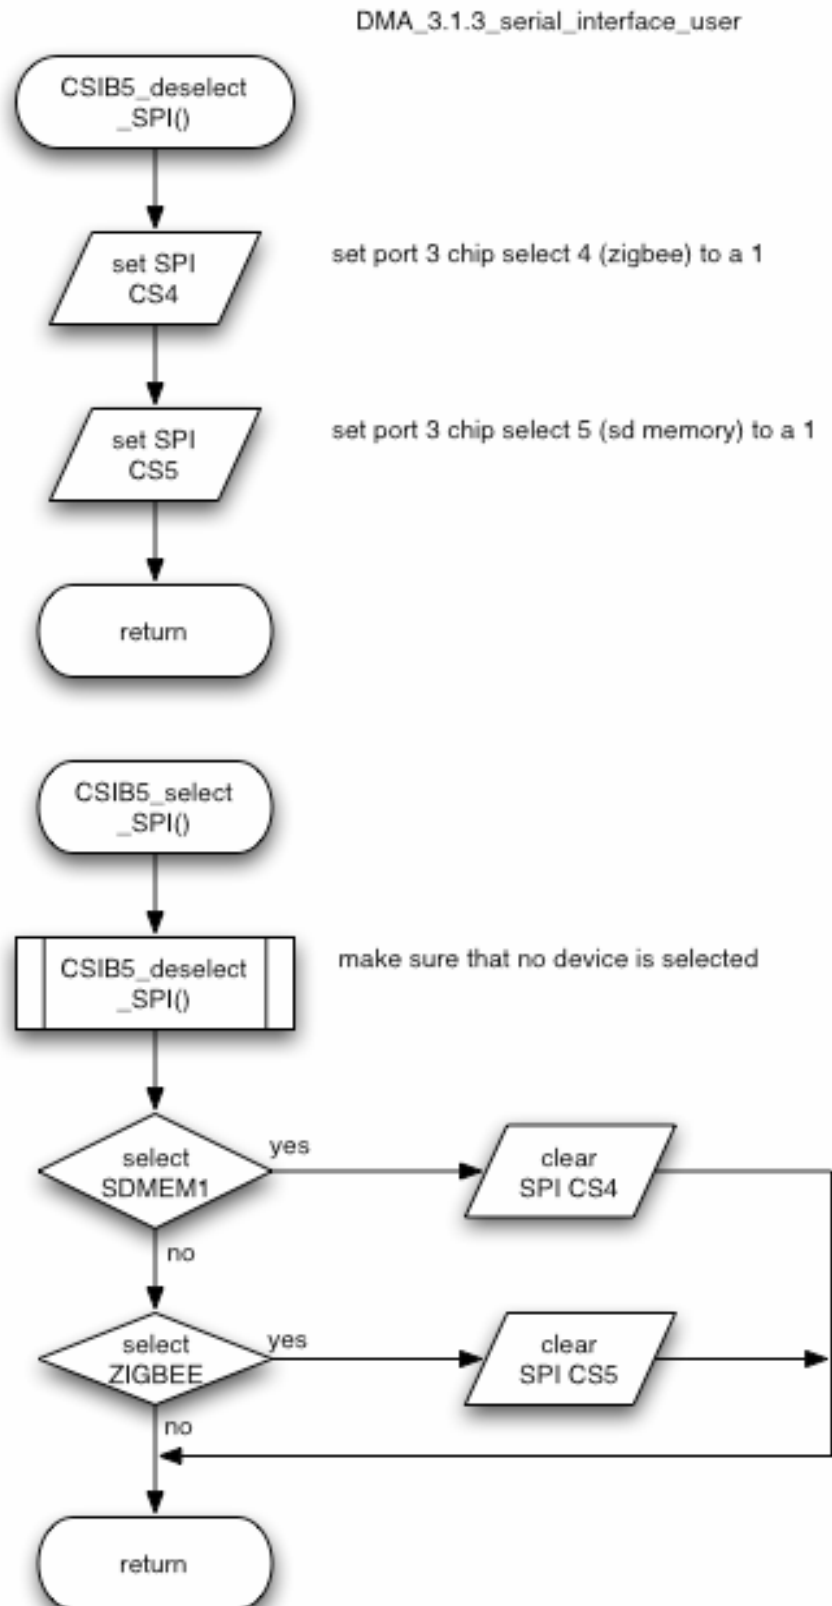 DMA_3.1.3_serial_interface_user
CSIB5_deselect
_SPI()
set SPI
CS4
set port 3 chip select 4 (zigbee) to a 1
set SPI
CS5
set port 3 chip select 5 (sd memory) to a 1
return
CSIB5_select
_SPI()
CSIB5_deselect
_SPI()
make sure that no device is selected
select
SDMEM1
yes
clear
SPI CS4
no
select
ZIGBEE
yes
clear
SPI CS5
no
return